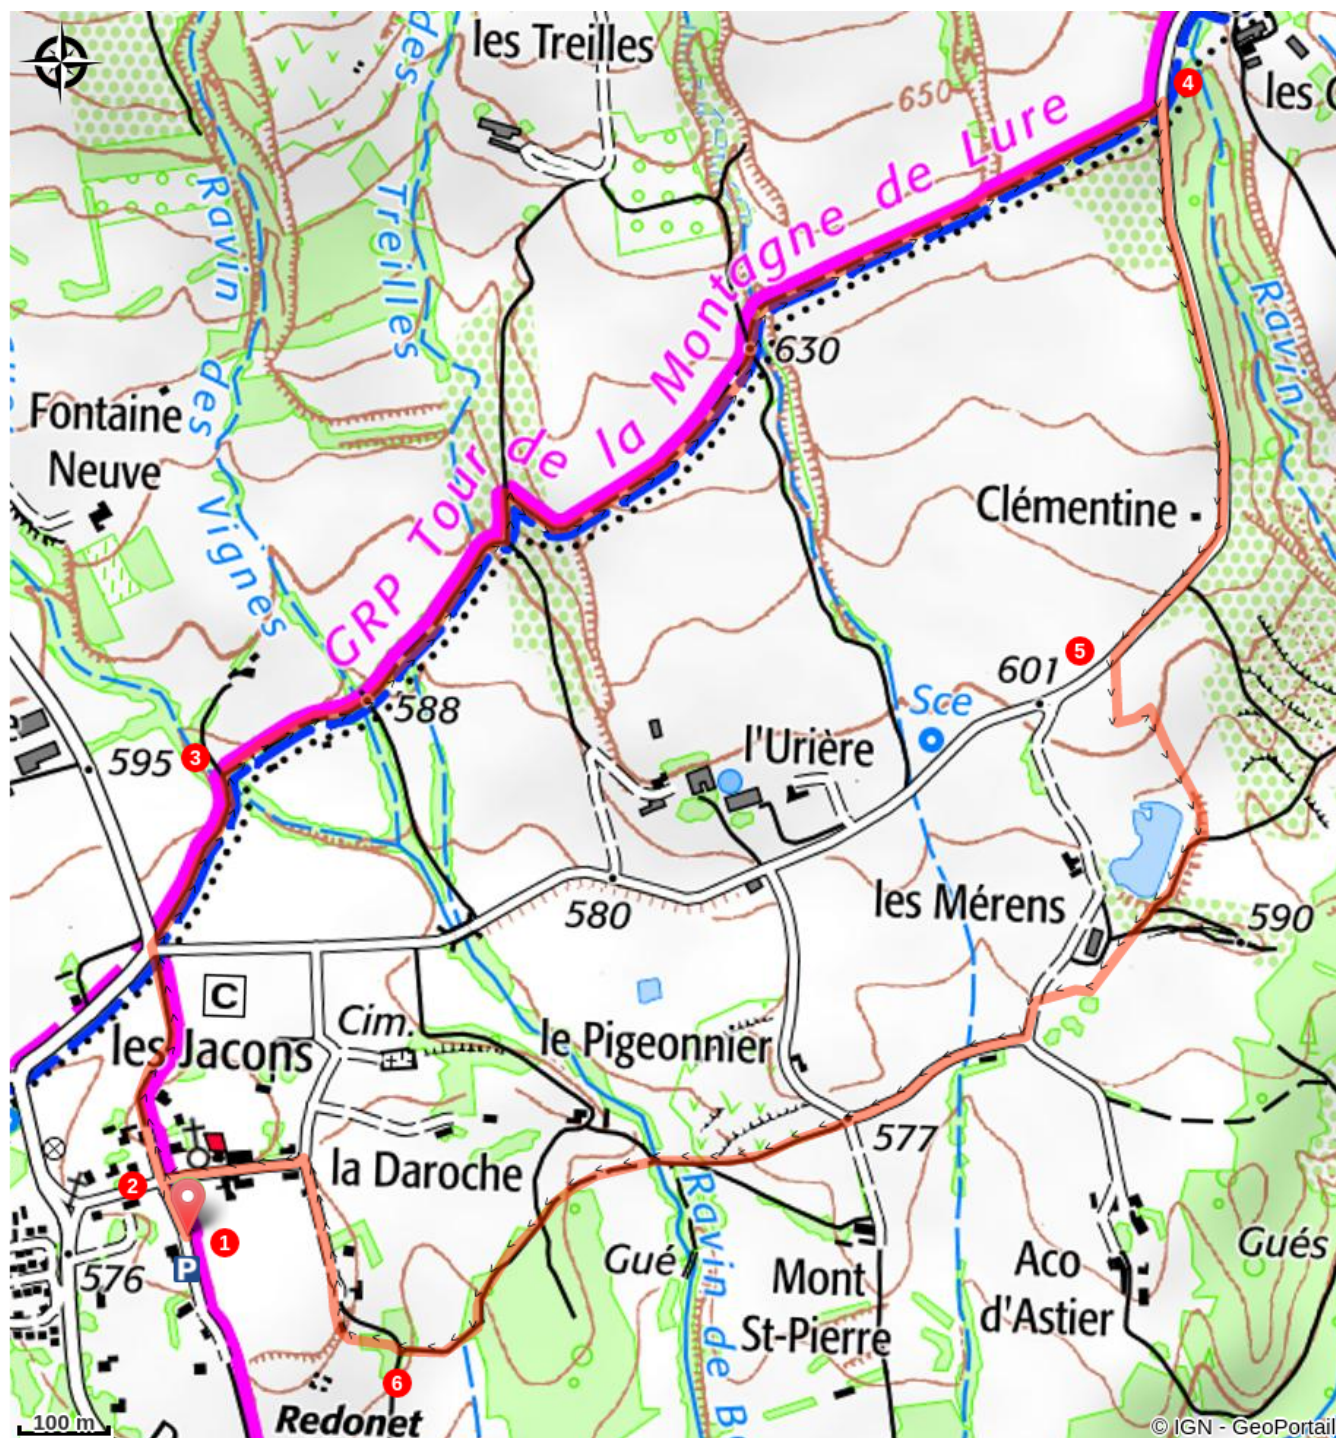 les Treilles
des
650
4
les
Ravin
des
Vignes
Treilles
GRP Tour de la Montagne de Lure
630
Ravin
Fontaine
Neuve
Clémentine
5
601
Sce
588
3
595
l'Urière
les Mérens
590
580
C
Cim.
les Jacons
le Pigeonnier
577
la Daroche
2
1
P
576
Gué
Ravin de B
Mont
St-Pierre
Aco
d'Astier
Gués
6
Redonet
100 m
© IGN - GeoPortail